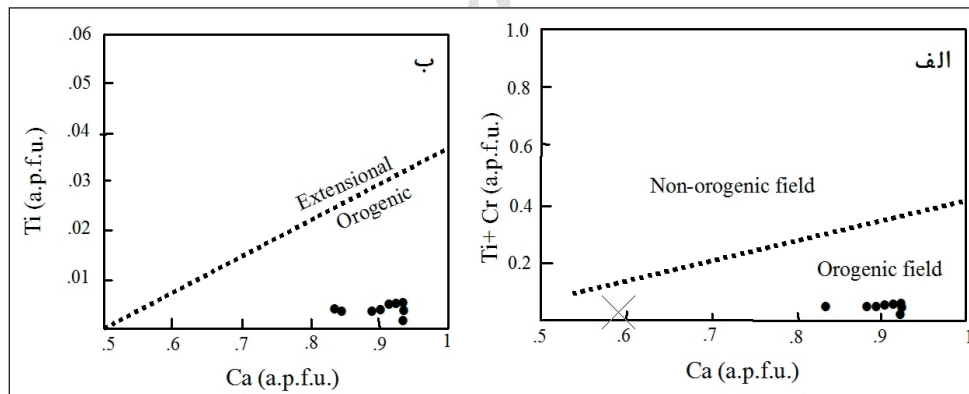 ب
.06
.05
.04
.03
.02
.01
Ti (a.p.f.u.)
Extensional
Orogenic
.5 .6 .7 .8 .9 1
Ca (a.p.f.u.)
الف
1.0
0.8
0.6
0.4
0.2
Ti+ Cr (a.p.f.u.)
Non-orogenic field
Orogenic field
.5 .6 .7 .8 .9 1
Ca (a.p.f.u.)